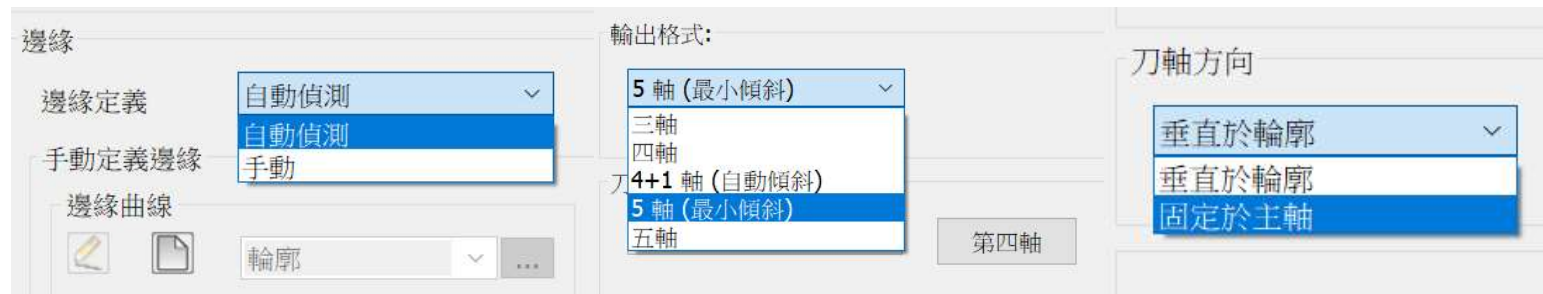 邊緣
邊緣定義
自動偵測
自動偵測
手動
手動定義邊緣
邊緣曲線
輪廓
...
輸出格式:
5 軸 (最小傾斜)
三軸
四軸
4+1 軸 (自動傾斜)
5 軸 (最小傾斜)
五軸
刀
第四軸
刀軸方向
垂直於輪廓
垂直於輪廓
固定於主軸